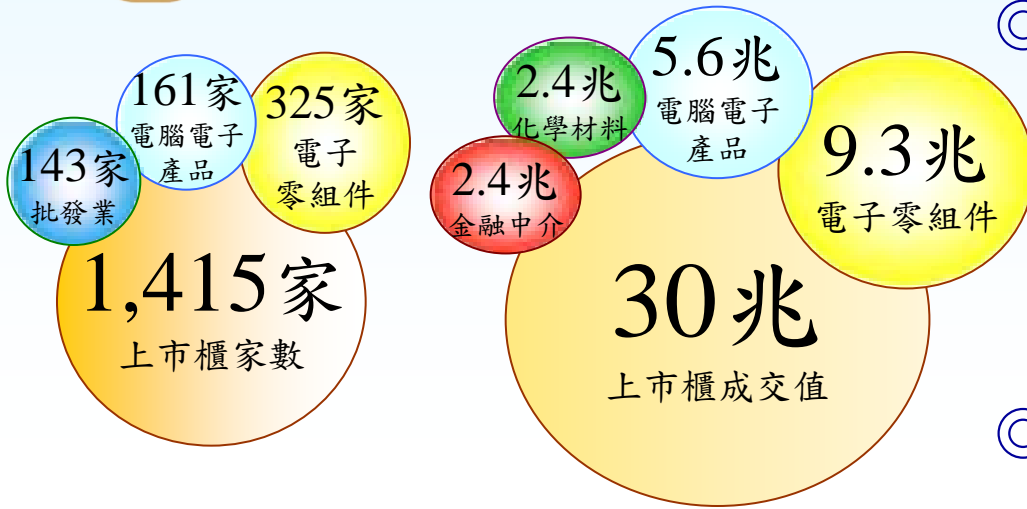 161家
電腦電子
產品
325家
電子
零組件
143家
批發業
1,415家
上市櫃家數
2.4兆
化學材料
5.6兆
電腦電子
產品
9.3兆
電子零組件
2.4兆
金融中介
30兆
上市櫃成交值